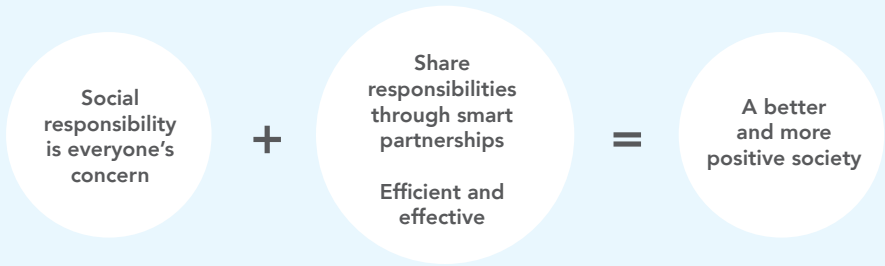 Social
responsibility
is everyone's
concern
+
Share
responsibilities
through smart
partnerships
Efficient and
effective
=
A better
and more
positive society